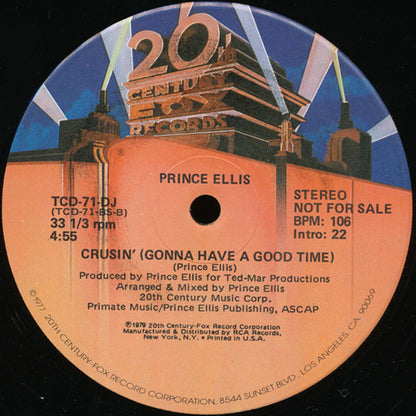 20th
CENTURY
FOX
RECORDS
®
PRINCE ELLIS
TCD-71-DJ
(TCD-71-BS-B)
33 1/3 rpm
4:55
STEREO
NOT FOR SALE
BPM: 106
Intro: 22
CRUSIN' (GONNA HAVE A GOOD TIME)
(Prince Ellis)
Produced by Prince Ellis for Ted-Mar Productions
Arranged & Mixed by Prince Ellis
20th Century Music Corp.
Primate Music/Prince Ellis Publishing, ASCAP
℗1979 20th Century-Fox Record Corporation
Manufactured & Distributed by RCA Records,
New York, N.Y. • Printed in U.S.A.
©1977, 20TH CENTURY-FOX RECORD CORPORATION, 8544 SUNSET BLVD., LOS ANGELES, CA. 90069